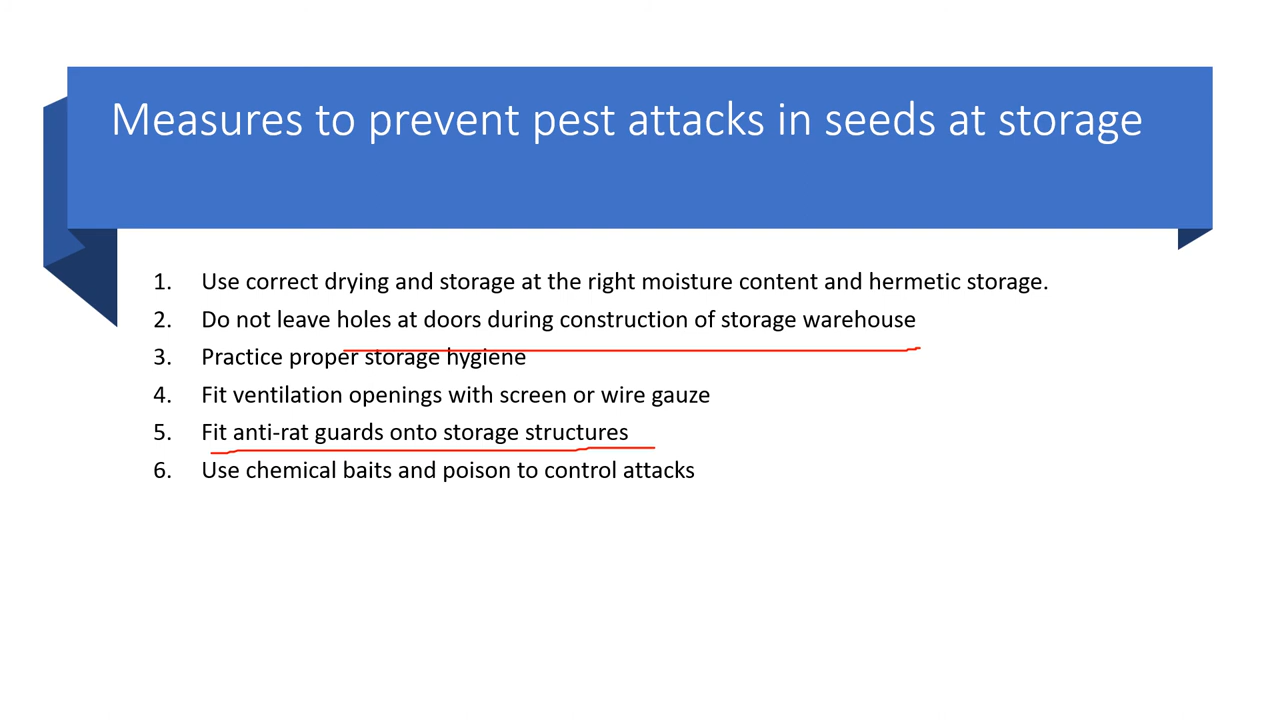 Measures to prevent pest attacks in seeds at storage
1. Use correct drying and storage at the right moisture content and hermetic storage.
2. Do not leave holes at doors during construction of storage warehouse
3. Practice proper storage hygiene
4. Fit ventilation openings with screen or wire gauze
5. Fit anti-rat guards onto storage structures
6. Use chemical baits and poison to control attacks